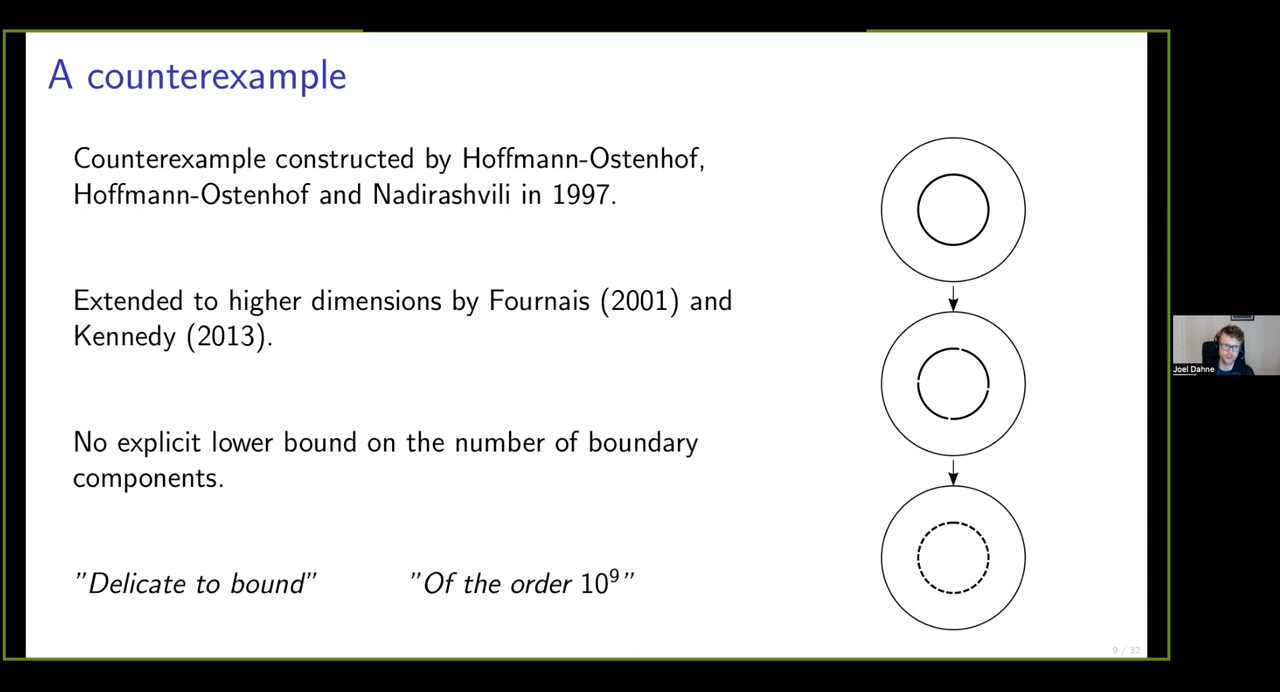 A counterexample
Counterexample constructed by Hoffmann-Ostenhof,
Hoffmann-Ostenhof and Nadirashvili in 1997.
Extended to higher dimensions by Fournais (2001) and
Kennedy (2013).
No explicit lower bound on the number of boundary
components.
"Delicate to bound" "Of the order 10⁹"
9 / 32
Joel Dahne